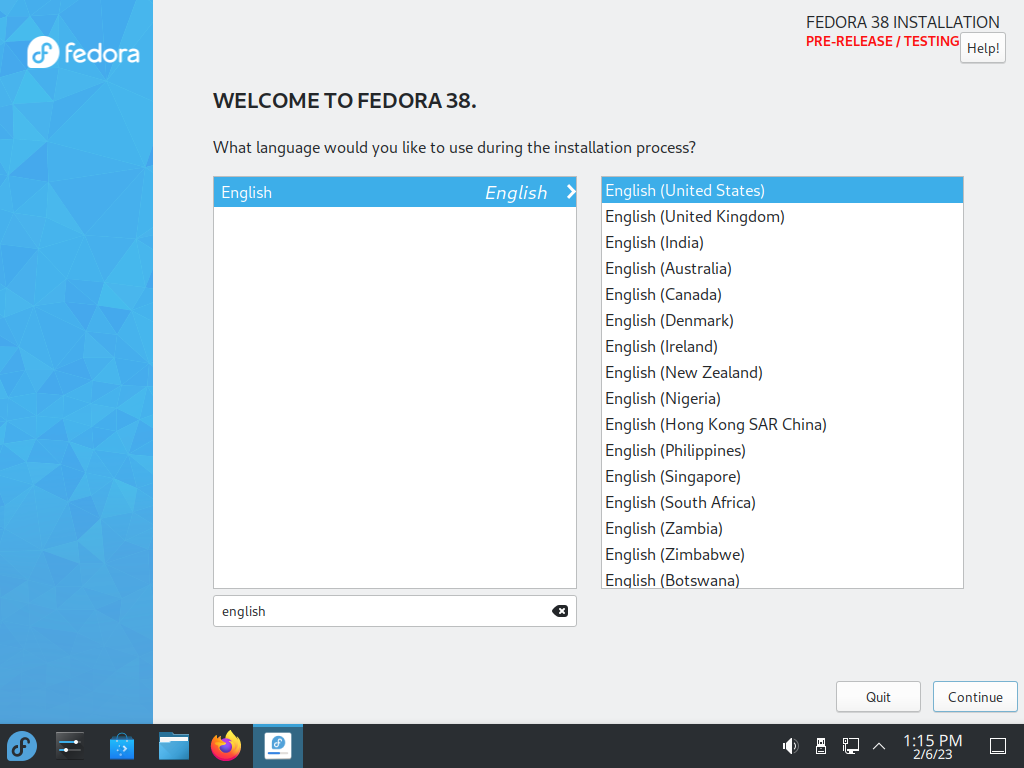 fedora
FEDORA 38 INSTALLATION
PRE-RELEASE / TESTING
Help!
WELCOME TO FEDORA 38.
What language would you like to use during the installation process?
English English
english
English (United States)
English (United Kingdom)
English (India)
English (Australia)
English (Canada)
English (Denmark)
English (Ireland)
English (New Zealand)
English (Nigeria)
English (Hong Kong SAR China)
English (Philippines)
English (Singapore)
English (South Africa)
English (Zambia)
English (Zimbabwe)
English (Botswana)
Quit
Continue
1:15 PM
2/6/23